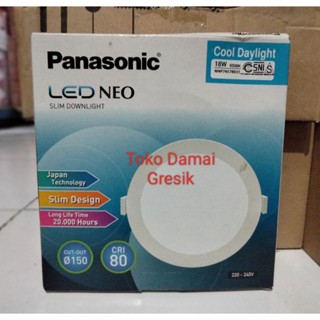 Panasonic
LED NEO
SLIM DOWNLIGHT
Cool Daylight
18W
SNI
Toko Damai
Gresik
Japan
Technology
Slim Design
Long Life Time
20.000 Hours
CUT-OUT
Ø150
CRI
80
220 - 240V